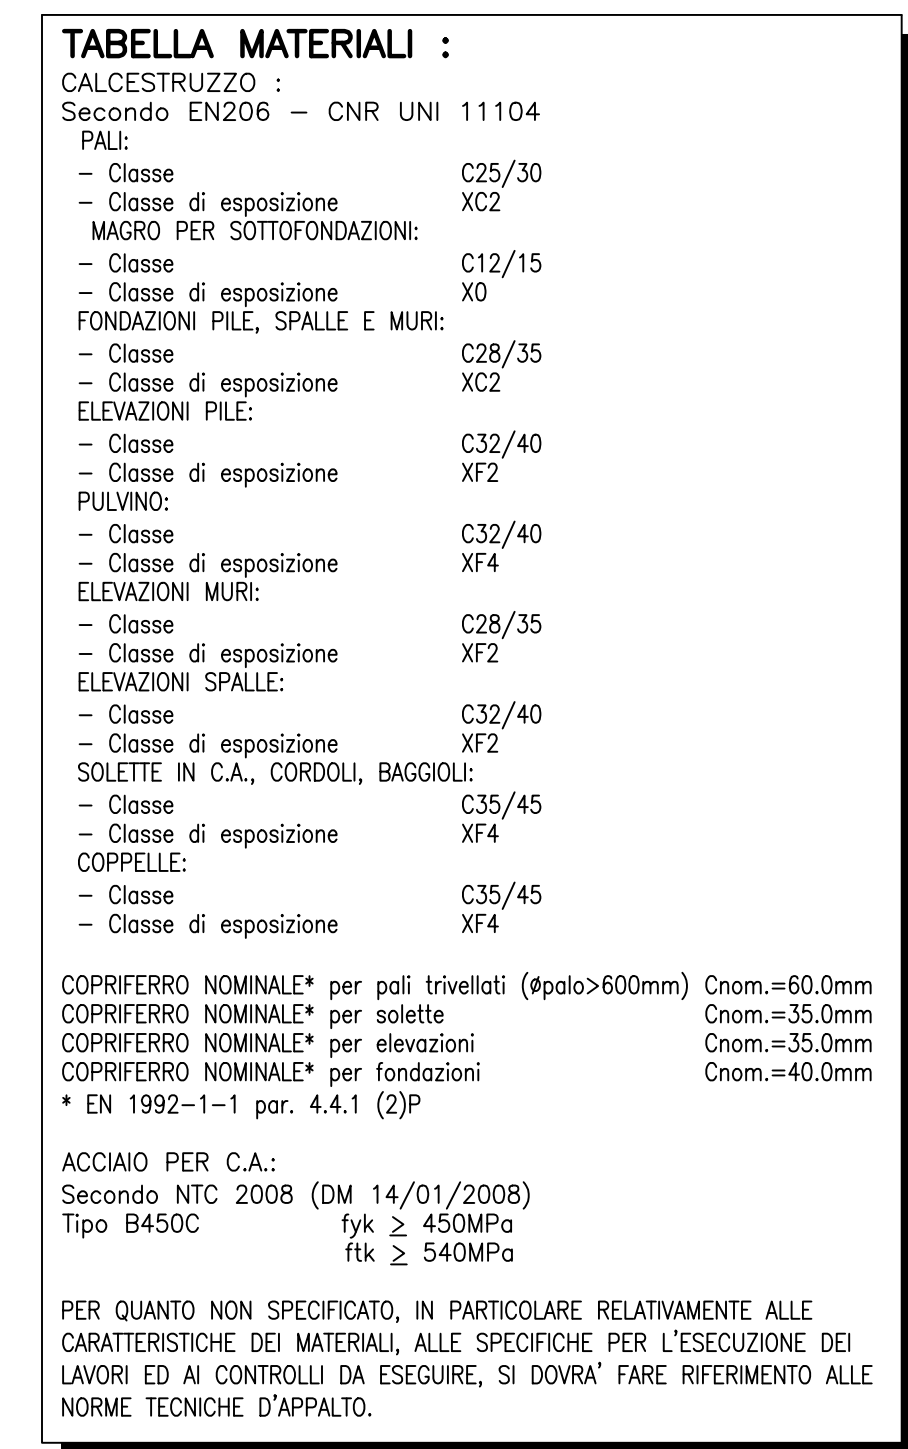 TABELLA MATERIALI :
CALCESTRUZZO :
Secondo EN206 – CNR UNI 11104
PALI:
– Classe C25/30
– Classe di esposizione XC2
MAGRO PER SOTTOFONDAZIONI:
– Classe C12/15
– Classe di esposizione X0
FONDAZIONI PILE, SPALLE E MURI:
– Classe C28/35
– Classe di esposizione XC2
ELEVAZIONI PILE:
– Classe C32/40
– Classe di esposizione XF2
PULVINO:
– Classe C32/40
– Classe di esposizione XF4
ELEVAZIONI MURI:
– Classe C28/35
– Classe di esposizione XF2
ELEVAZIONI SPALLE:
– Classe C32/40
– Classe di esposizione XF2
SOLETTE IN C.A., CORDOLI, BAGGIOLI:
– Classe C35/45
– Classe di esposizione XF4
COPPELLE:
– Classe C35/45
– Classe di esposizione XF4
COPRIFERRO NOMINALE* per pali trivellati (øpalo>600mm) Cnom.=60.0mm
COPRIFERRO NOMINALE* per solette Cnom.=35.0mm
COPRIFERRO NOMINALE* per elevazioni Cnom.=35.0mm
COPRIFERRO NOMINALE* per fondazioni Cnom.=40.0mm
* EN 1992–1–1 par. 4.4.1 (2)P
ACCIAIO PER C.A.:
Secondo NTC 2008 (DM 14/01/2008)
Tipo B450C fyk ≥ 450MPa
ftk ≥ 540MPa
PER QUANTO NON SPECIFICATO, IN PARTICOLARE RELATIVAMENTE ALLE
CARATTERISTICHE DEI MATERIALI, ALLE SPECIFICHE PER L'ESECUZIONE DEI
LAVORI ED AI CONTROLLI DA ESEGUIRE, SI DOVRA' FARE RIFERIMENTO ALLE
NORME TECNICHE D'APPALTO.